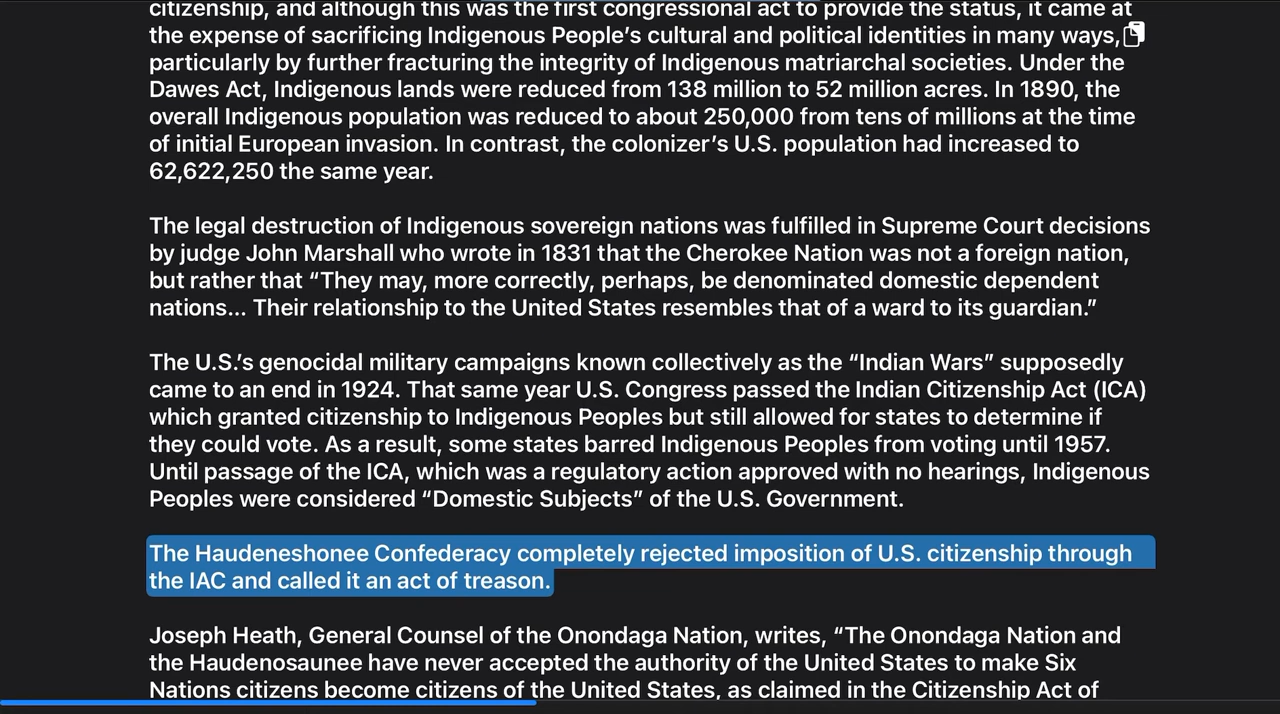 citizenship, and although this was the first congressional act to provide the status, it came at
the expense of sacrificing Indigenous People’s cultural and political identities in many ways,
particularly by further fracturing the integrity of Indigenous matriarchal societies. Under the
Dawes Act, Indigenous lands were reduced from 138 million to 52 million acres. In 1890, the
overall Indigenous population was reduced to about 250,000 from tens of millions at the time
of initial European invasion. In contrast, the colonizer’s U.S. population had increased to
62,622,250 the same year.
The legal destruction of Indigenous sovereign nations was fulfilled in Supreme Court decisions
by judge John Marshall who wrote in 1831 that the Cherokee Nation was not a foreign nation,
but rather that “They may, more correctly, perhaps, be denominated domestic dependent
nations… Their relationship to the United States resembles that of a ward to its guardian.”
The U.S.’s genocidal military campaigns known collectively as the “Indian Wars” supposedly
came to an end in 1924. That same year U.S. Congress passed the Indian Citizenship Act (ICA)
which granted citizenship to Indigenous Peoples but still allowed for states to determine if
they could vote. As a result, some states barred Indigenous Peoples from voting until 1957.
Until passage of the ICA, which was a regulatory action approved with no hearings, Indigenous
Peoples were considered “Domestic Subjects” of the U.S. Government.
The Haudeneshonee Confederacy completely rejected imposition of U.S. citizenship through
the IAC and called it an act of treason.
Joseph Heath, General Counsel of the Onondaga Nation, writes, “The Onondaga Nation and
the Haudenosaunee have never accepted the authority of the United States to make Six
Nations citizens become citizens of the United States, as claimed in the Citizenship Act of